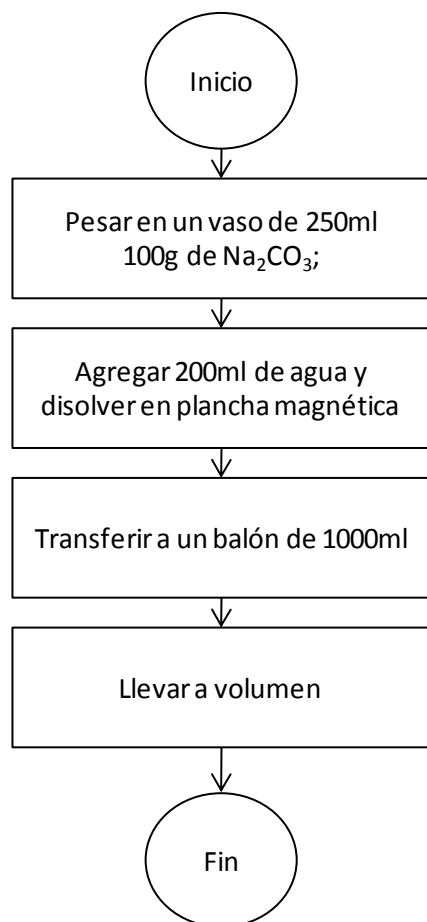 Inicio
Pesar en un vaso de 250ml
100g de Na₂CO₃;
Agregar 200ml de agua y
disolver en plancha magnética
Transferir a un balón de 1000ml
Llevar a volumen
Fin